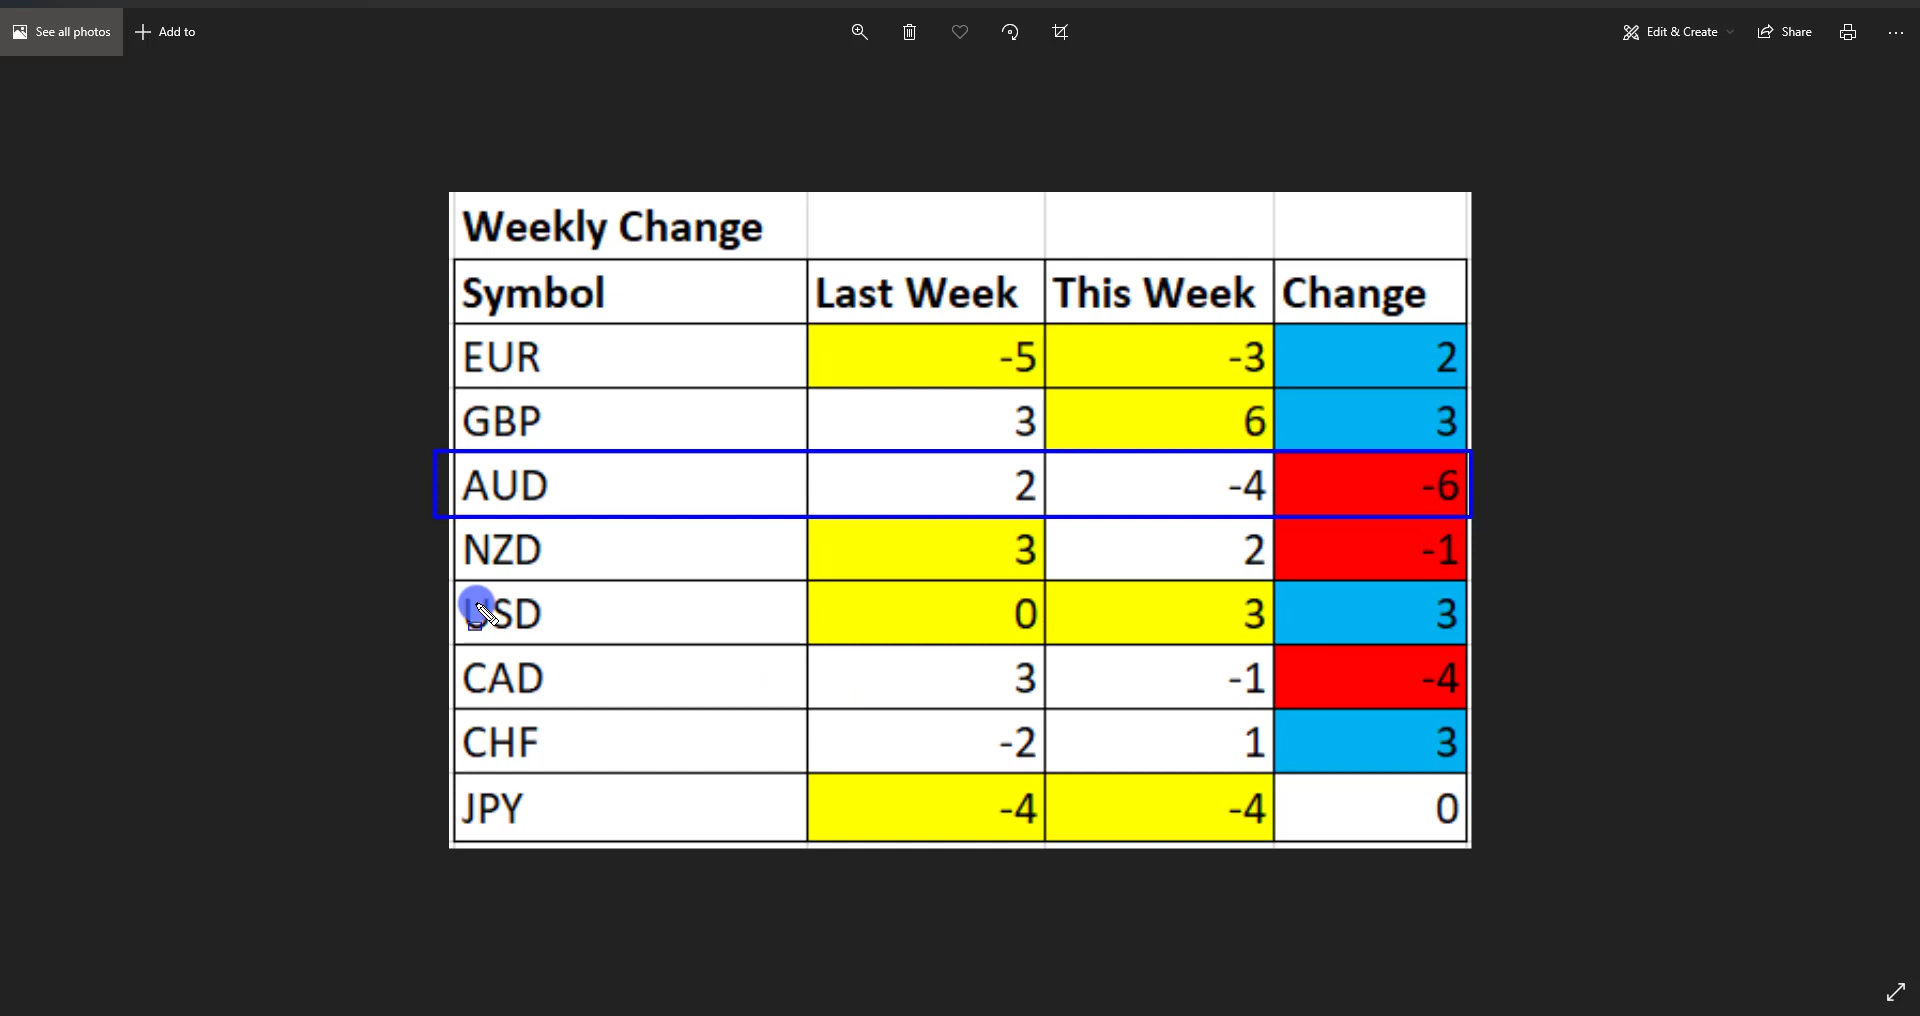 See all photos Add to Edit & Create Share
Weekly Change
Symbol Last Week This Week Change
EUR -5 -3 2
GBP 3 6 3
AUD 2 -4 -6
NZD 3 2 -1
USD 0 3 3
CAD 3 -1 -4
CHF -2 1 3
JPY -4 -4 0